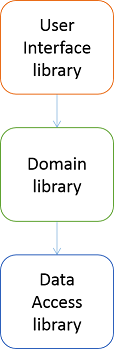 User
Interface
library
Domain
library
Data
Access
library